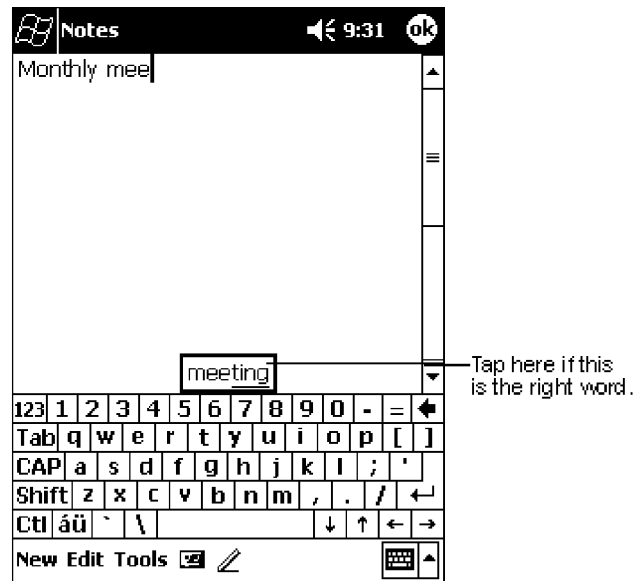 Notes 9:31 ok
Monthly mee
meeting
Tap here if this
is the right word.
123 1 2 3 4 5 6 7 8 9 0 - = ←
Tab q w e r t y u i o p [ ]
CAP a s d f g h j k l ; '
Shift z x c v b n m , . / ↵
Ctl áü ` \ ↓ ↑ ← →
New Edit Tools